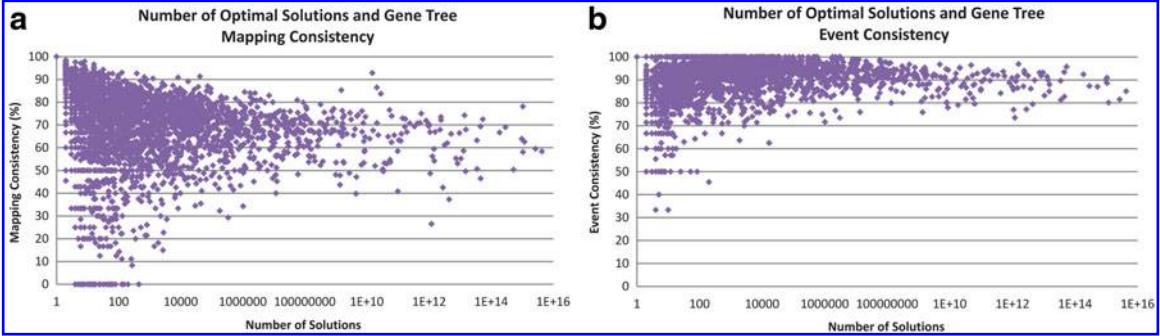 a
Number of Optimal Solutions and Gene Tree
Mapping Consistency
Mapping Consistency (%)
100
90
80
70
60
50
40
30
20
10
0
1 100 10000 1000000 100000000 1E+10 1E+12 1E+14 1E+16
Number of Solutions
b
Number of Optimal Solutions and Gene Tree
Event Consistency
Event Consistency (%)
100
90
80
70
60
50
40
30
20
10
0
1 100 10000 1000000 100000000 1E+10 1E+12 1E+14 1E+16
Number of Solutions